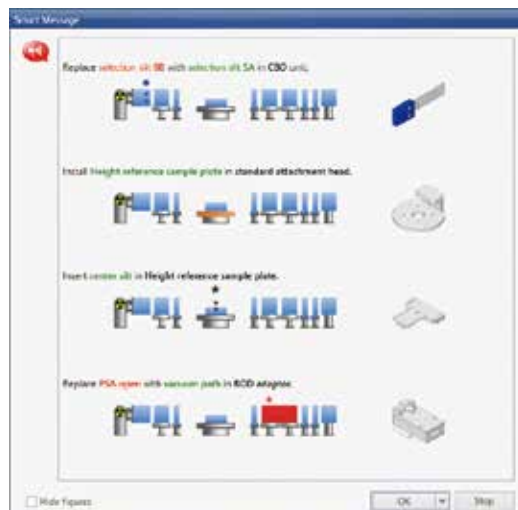 Smart Message
Replace selection slit BB with selection slit SA in CBO unit.
Install Height reference sample plate in standard attachment head.
Insert center slit in Height reference sample plate.
Replace PSA open with vacuum path in ROD adaptor.
Hide Figures
OK
Stop